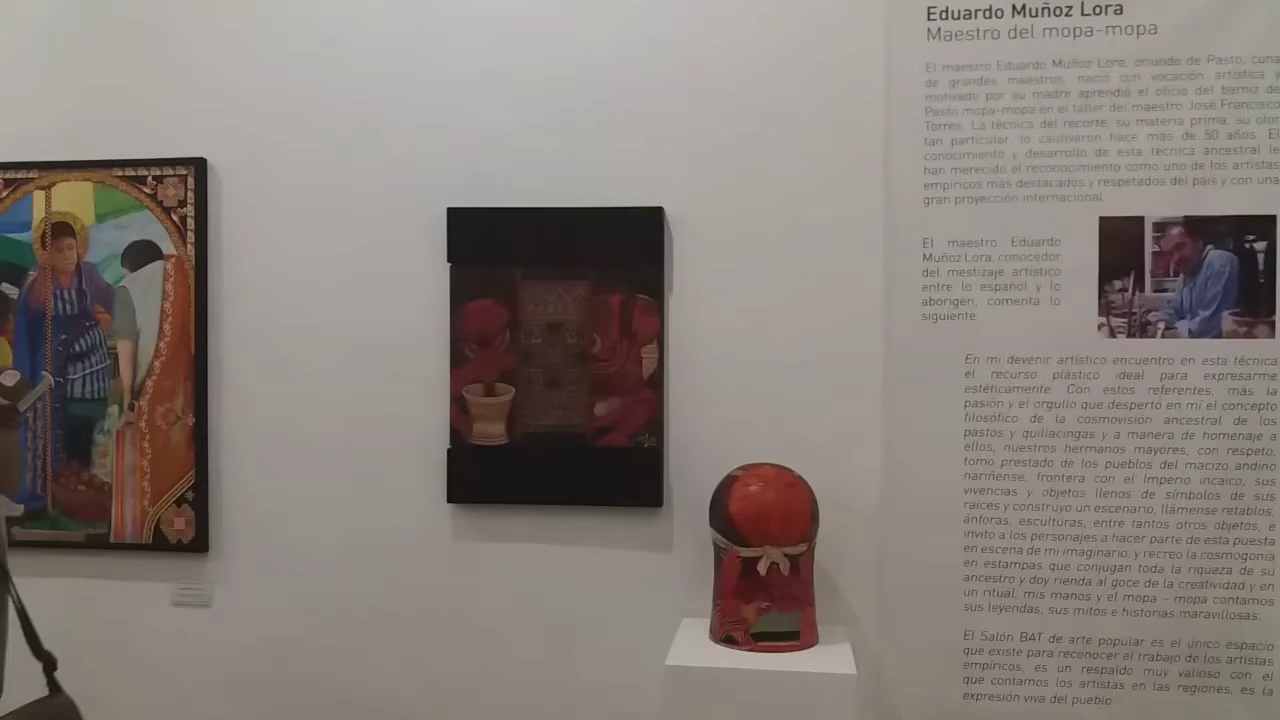 Eduardo Muñoz Lora
Maestro del mopa-mopa
El maestro Eduardo Muñoz Lora, oriundo de Pasto, cuna
de grandes maestros, nació con vocación artística y
motivado por su madre aprendió el oficio del barniz de
Pasto mopa-mopa en el taller del maestro José Francisco
Torres. La técnica del recorte, su materia prima, su olor
tan particular, lo cautivaron hace más de 50 años. El
conocimiento y desarrollo de esta técnica ancestral le
han merecido el reconocimiento como uno de los artistas
empíricos más destacados y respetados del país y con una
gran proyección internacional.
El maestro Eduardo
Muñoz Lora, conocedor
del mestizaje artístico
entre lo español y lo
aborigen, comenta lo
siguiente:
En mi devenir artístico encuentro en esta técnica
el recurso plástico ideal para expresarme
estéticamente. Con estos referentes, más la
pasión y el orgullo que despertó en mí el concepto
filosófico de la cosmovisión ancestral de los
pastos y quillacingas y a manera de homenaje a
ellos, nuestros hermanos mayores, con respeto,
tomo prestado de los pueblos del macizo andino
nariñense, frontera con el Imperio incaico, sus
vivencias y objetos llenos de símbolos de sus
raíces y construyo un escenario, llámense retablos,
ánforas, esculturas, entre tantos otros objetos, e
invito a los personajes a hacer parte de esta puesta
en escena de mi imaginario, y recreo la cosmogonía
en estampas que conjugan toda la riqueza de su
ancestro y doy rienda al goce de la creatividad y en
un ritual, mis manos y el mopa - mopa contamos
sus leyendas, sus mitos e historias maravillosas.
El Salón BAT de arte popular es el único espacio
que existe para reconocer el trabajo de los artistas
empíricos, es un respaldo muy valioso con el
que contamos los artistas en las regiones, es la
expresión viva del pueblo.